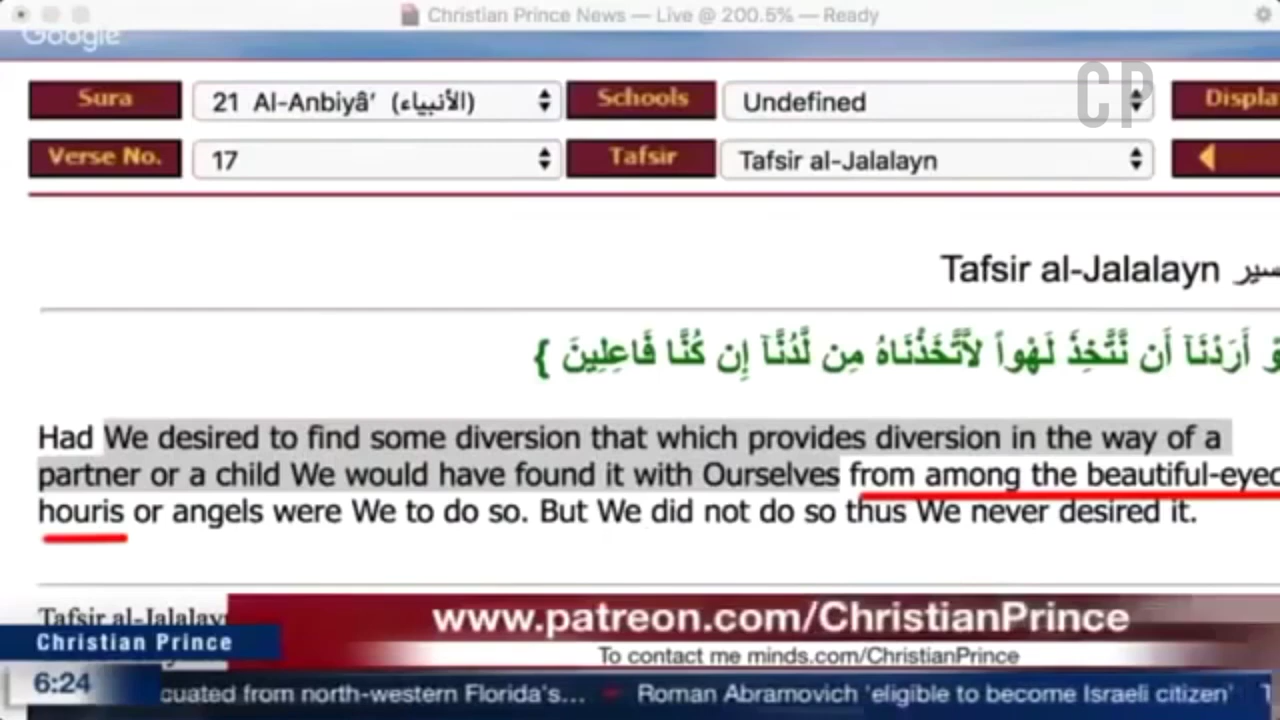 Christian Prince News — Live @ 200.5% — Ready
Google
CP
Sura 21 Al-Anbiyâ' (الأنبياء) Schools Undefined
Verse No. 17 Tafsir Tafsir al-Jalalayn
Tafsir al-Jalalayn
أَرَدْنَآ أَن نَّتَّخِذَ لَهْواً لاَّتَّخَذْنَاهُ مِن لَّدُنَّآ إِن كُنَّا فَاعِلِينَ }
Had We desired to find some diversion that which provides diversion in the way of a
partner or a child We would have found it with Ourselves from among the beautiful-eyed
houris or angels were We to do so. But We did not do so thus We never desired it.
www.patreon.com/ChristianPrince
Christian Prince
To contact me minds.com/ChristianPrince
6:24 cuated from north-western Florida's... Roman Abramovich 'eligible to become Israeli citizen'